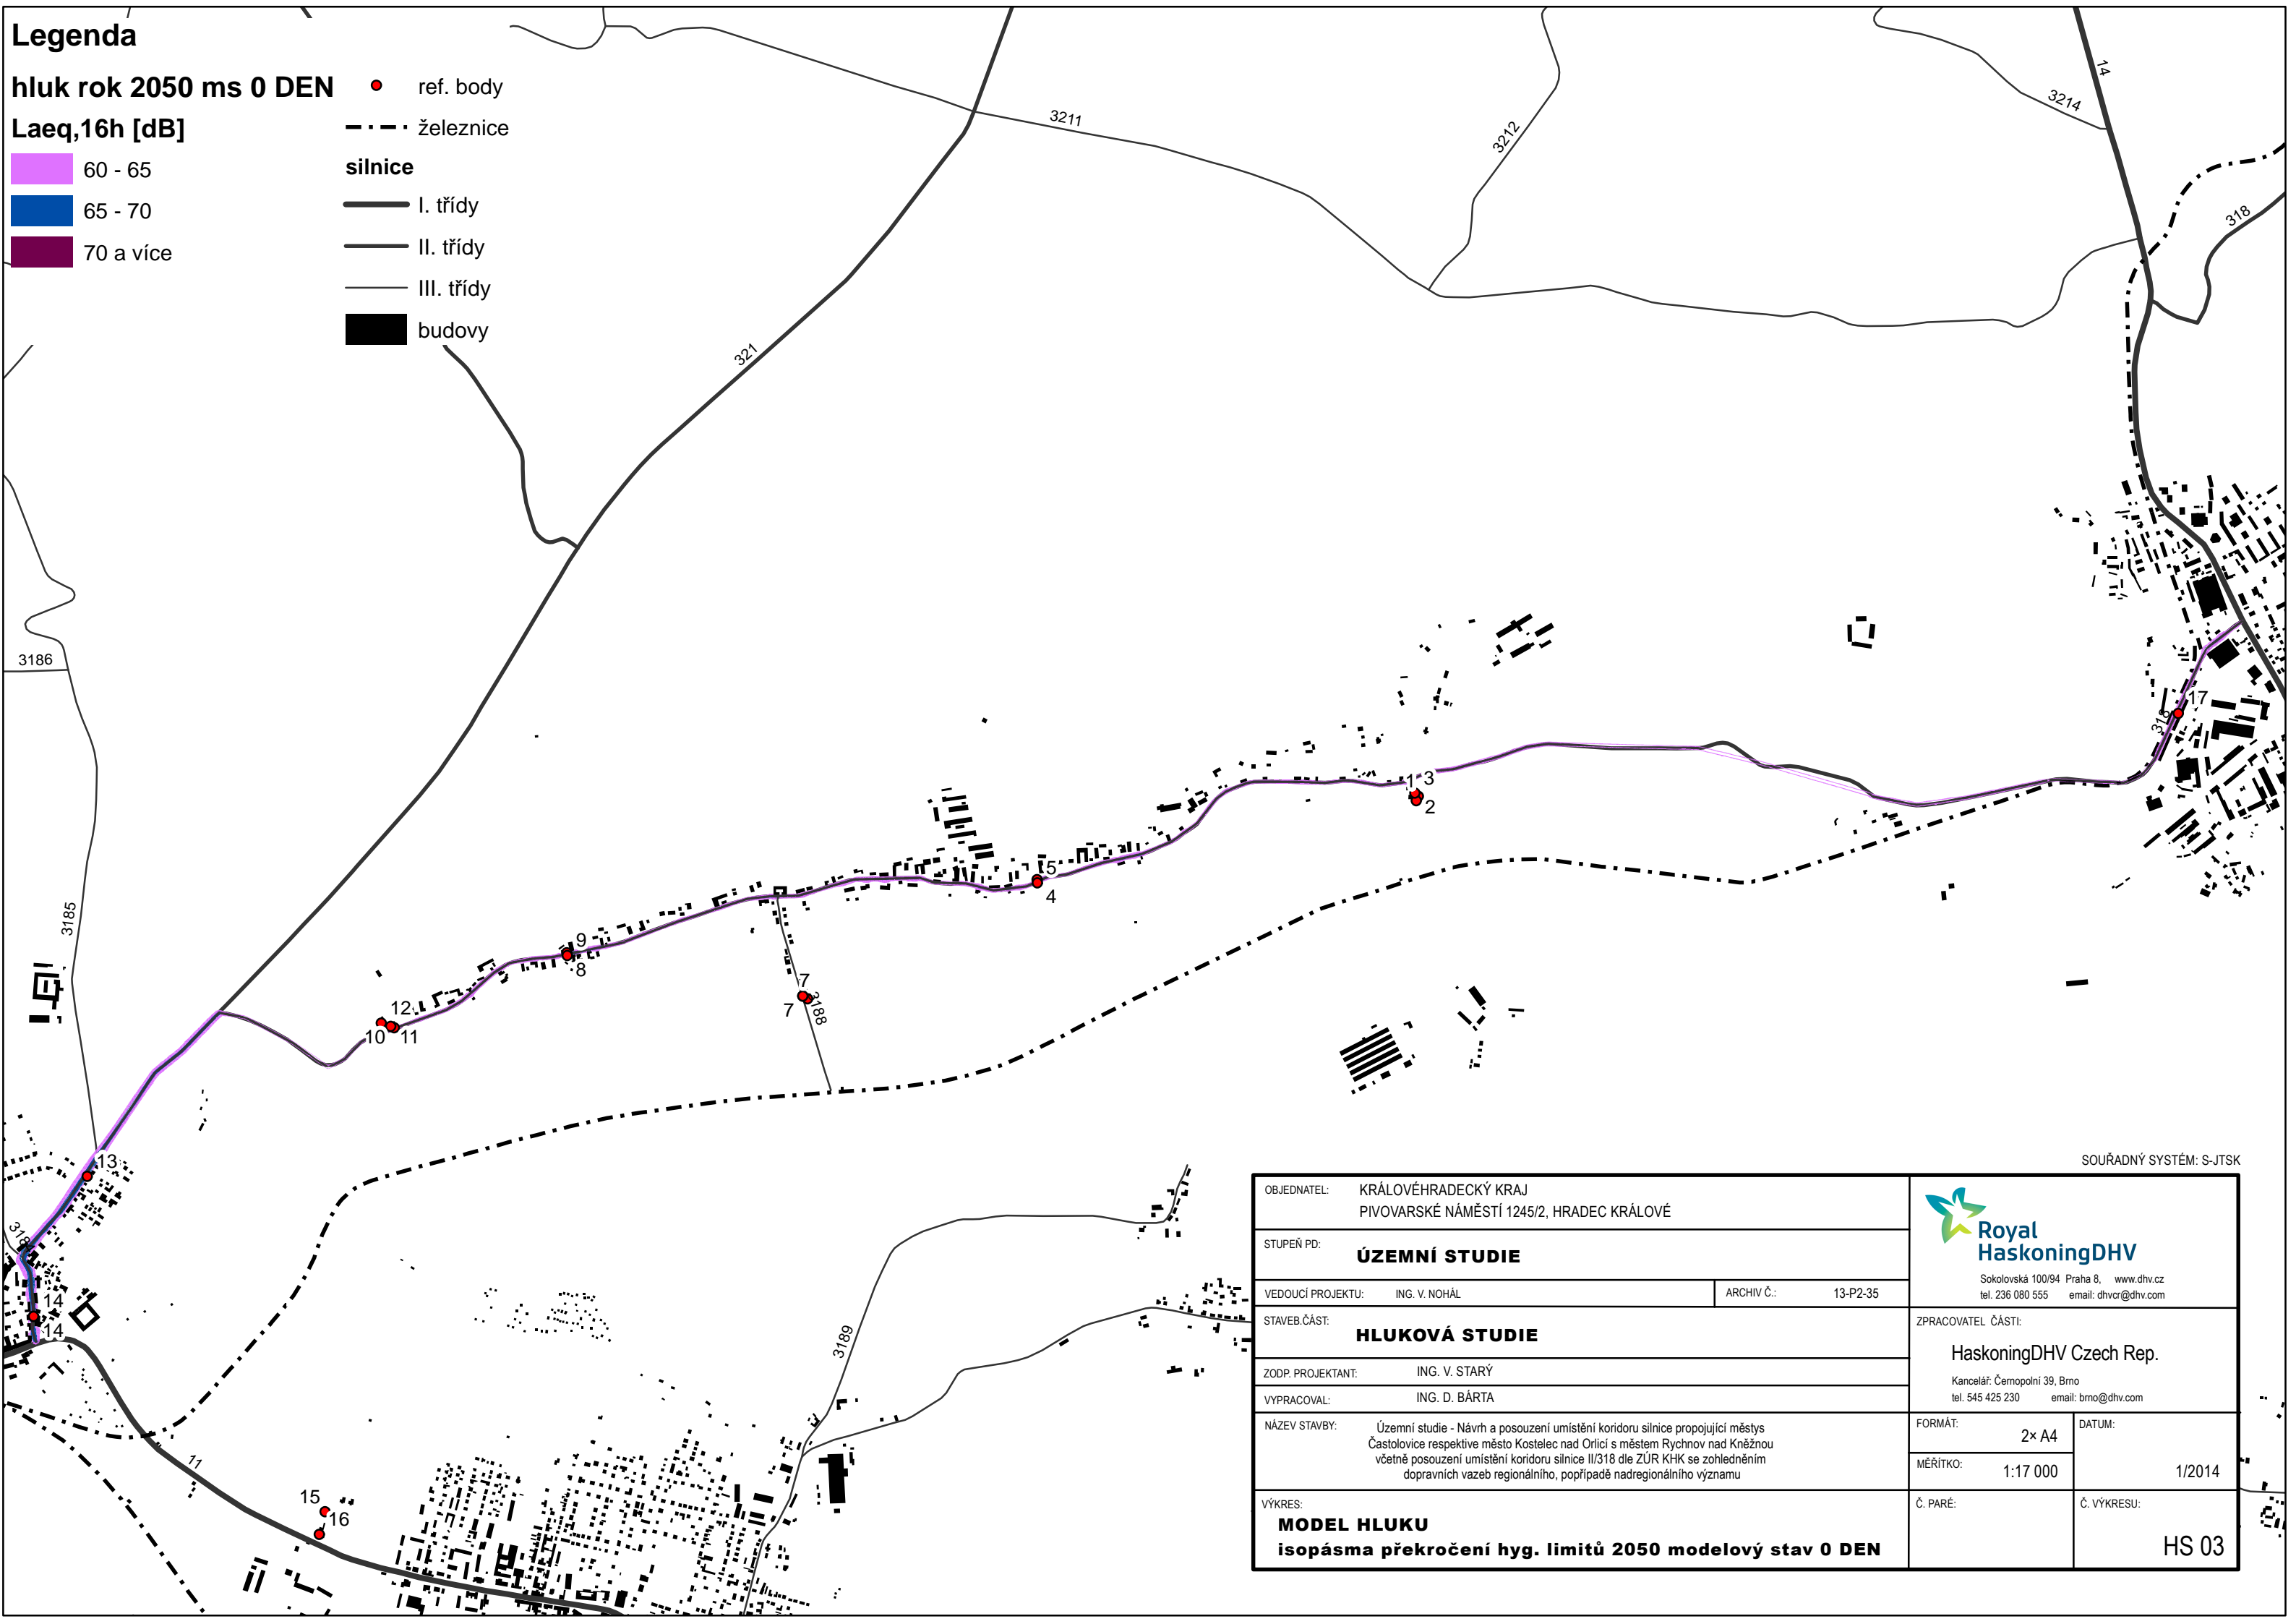 Legenda
hluk rok 2050 ms 0 DEN
Laeq,16h [dB]
60 - 65
65 - 70
70 a více
ref. body
železnice
silnice
I. třídy
II. třídy
III. třídy
budovy
3211
3212
14
3214
318
321
3186
3185
17
318
1
3
2
5
4
9
8
7
7
3188
12
10
11
13
14
14
3189
11
15
16
SOUŘADNÝ SYSTÉM: S-JTSK
OBJEDNATEL: KRÁLOVÉHRADECKÝ KRAJ
PIVOVARSKÉ NÁMĚSTÍ 1245/2, HRADEC KRÁLOVÉ
STUPEŇ PD: ÚZEMNÍ STUDIE
VEDOUCÍ PROJEKTU: ING. V. NOHÁL
ARCHIV Č.: 13-P2-35
STAVEB.ČÁST: HLUKOVÁ STUDIE
ZODP. PROJEKTANT: ING. V. STARÝ
VYPRACOVAL: ING. D. BÁRTA
NÁZEV STAVBY: Územní studie - Návrh a posouzení umístění koridoru silnice propojující městys
Častolovice respektive město Kostelec nad Orlicí s městem Rychnov nad Kněžnou
včetně posouzení umístění koridoru silnice II/318 dle ZÚR KHK se zohledněním
dopravních vazeb regionálního, popřípadě nadregionálního významu
VÝKRES:
MODEL HLUKU
isopásma překročení hyg. limitů 2050 modelový stav 0 DEN
Royal
HaskoningDHV
Sokolovská 100/94 Praha 8, www.dhv.cz
tel. 236 080 555 email: dhvcr@dhv.com
ZPRACOVATEL ČÁSTI:
HaskoningDHV Czech Rep.
Kancelář: Černopolní 39, Brno
tel. 545 425 230 email: brno@dhv.com
FORMÁT: 2× A4
DATUM: 1/2014
MĚŘÍTKO: 1:17 000
Č. PARÉ:
Č. VÝKRESU:
HS 03